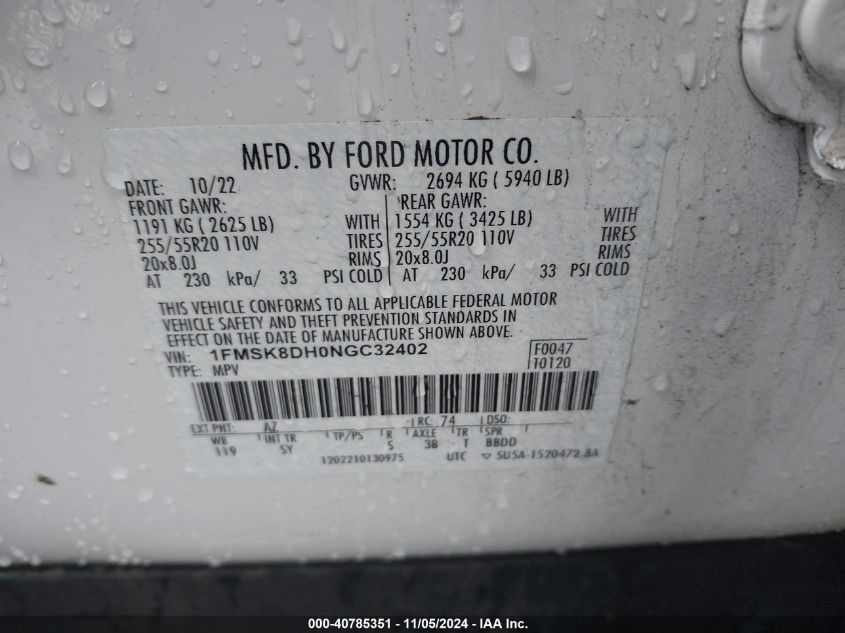 MFD. BY FORD MOTOR CO.
DATE: 10/22 GVWR: 2694 KG ( 5940 LB)
FRONT GAWR: REAR GAWR:
1191 KG ( 2625 LB) WITH 1554 KG ( 3425 LB) WITH
255/55R20 110V TIRES 255/55R20 110V TIRES
20x8.0J RIMS 20x8.0J RIMS
AT 230 kPa/ 33 PSI COLD AT 230 kPa/ 33 PSI COLD
THIS VEHICLE CONFORMS TO ALL APPLICABLE FEDERAL MOTOR
VEHICLE SAFETY AND THEFT PREVENTION STANDARDS IN
EFFECT ON THE DATE OF MANUFACTURE SHOWN ABOVE.
VIN: 1FMSK8DH0NGC32402 F0047
TYPE: MPV T0120
EXT PNT: AZ RC: 74 DSO:
WB INT TR TP/PS R AXLE TR SPR
119 SY S 3B T BBDD
1202210130975 UTC ▽ 5U5A-1520472-BA
000-40785351 - 11/05/2024 - IAA Inc.